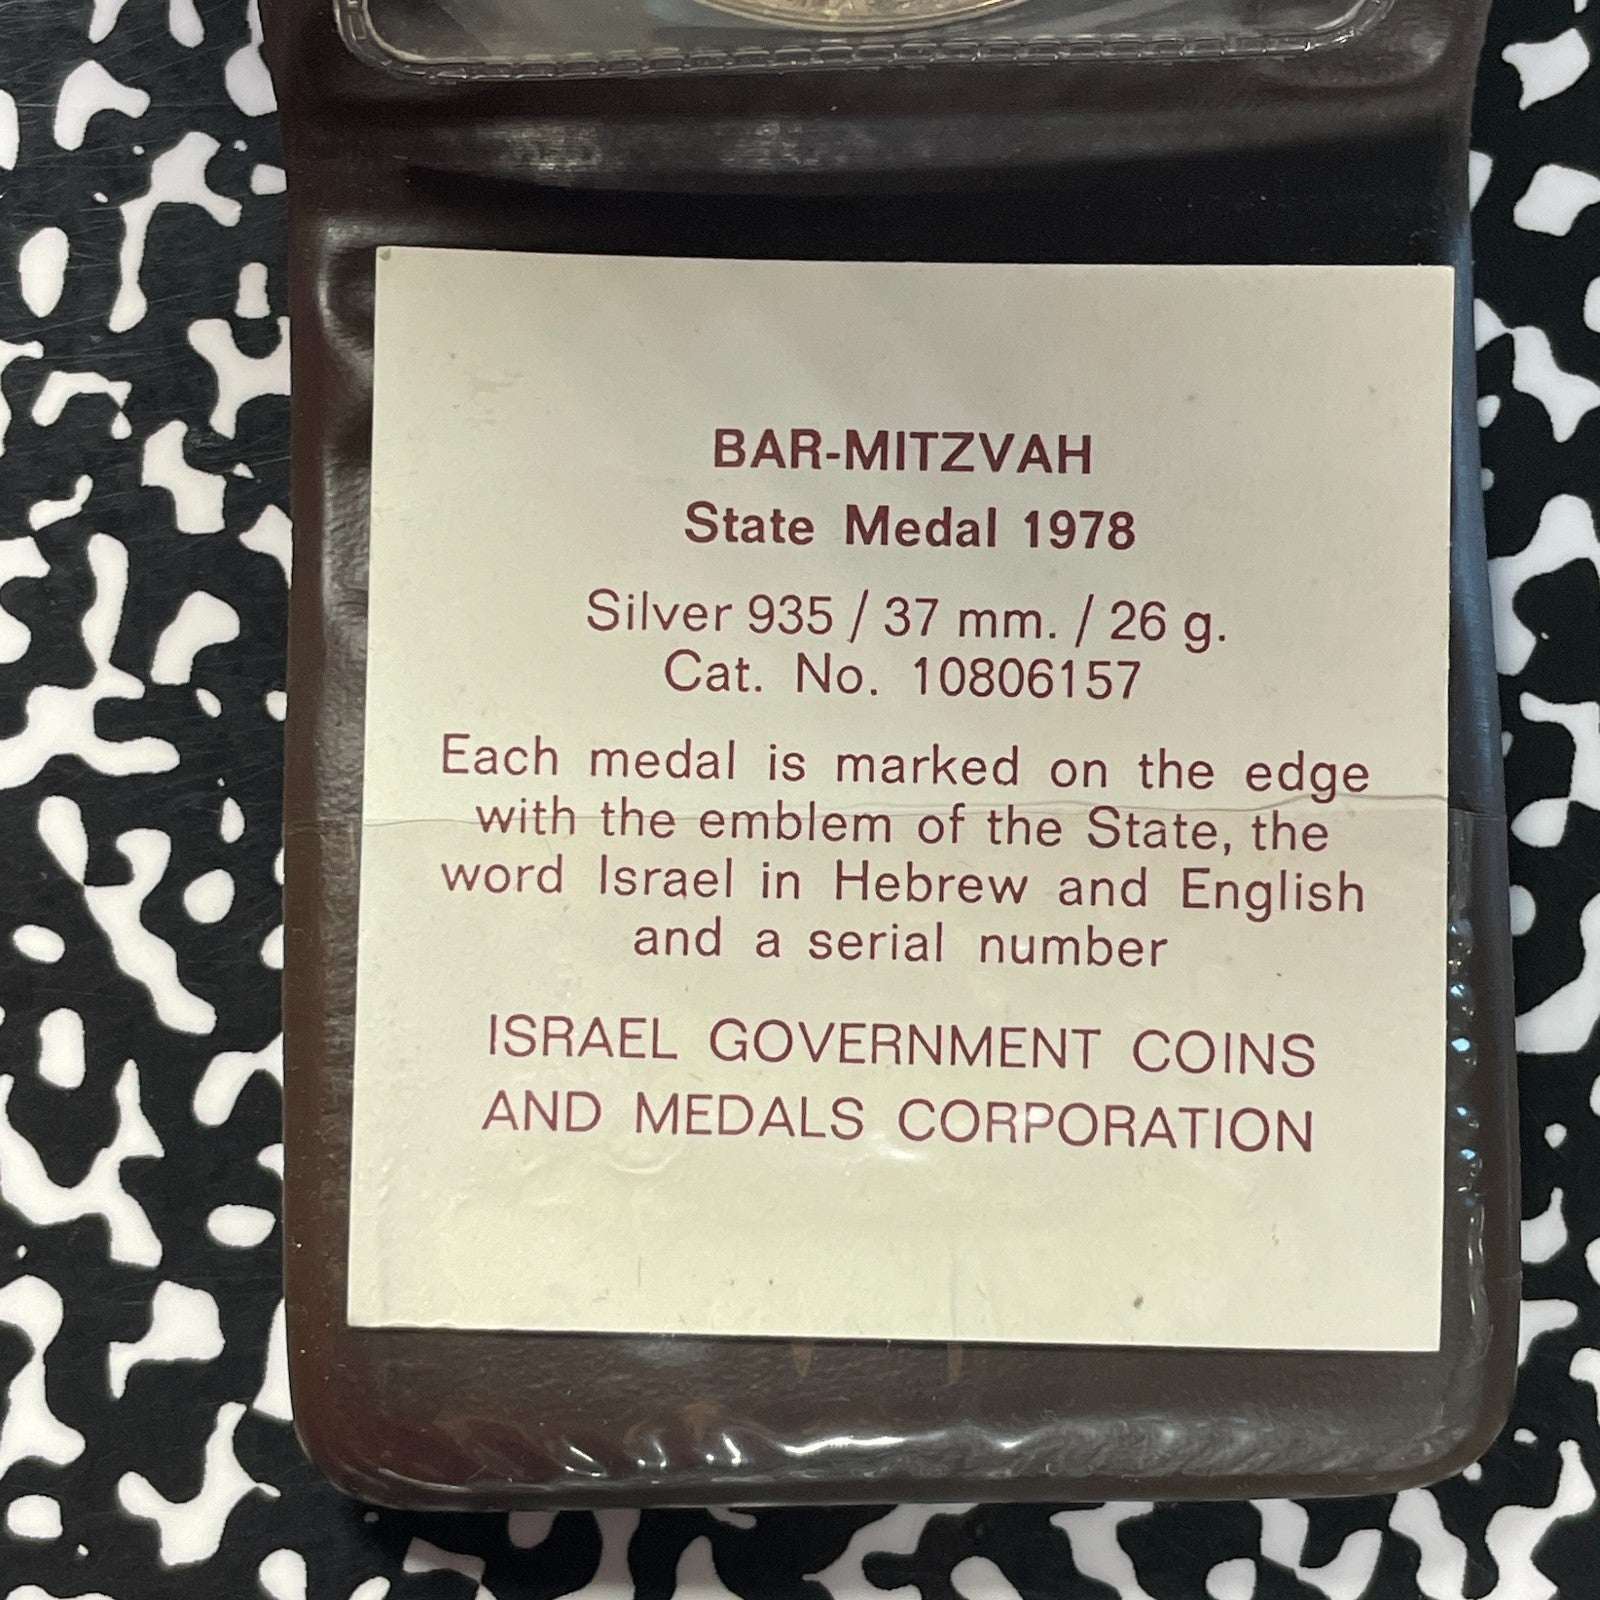 BAR-MITZVAH
State Medal 1978
Silver 935 / 37 mm. / 26 g.
Cat. No. 10806157
Each medal is marked on the edge
with the emblem of the State, the
word Israel in Hebrew and English
and a serial number
ISRAEL GOVERNMENT COINS
AND MEDALS CORPORATION